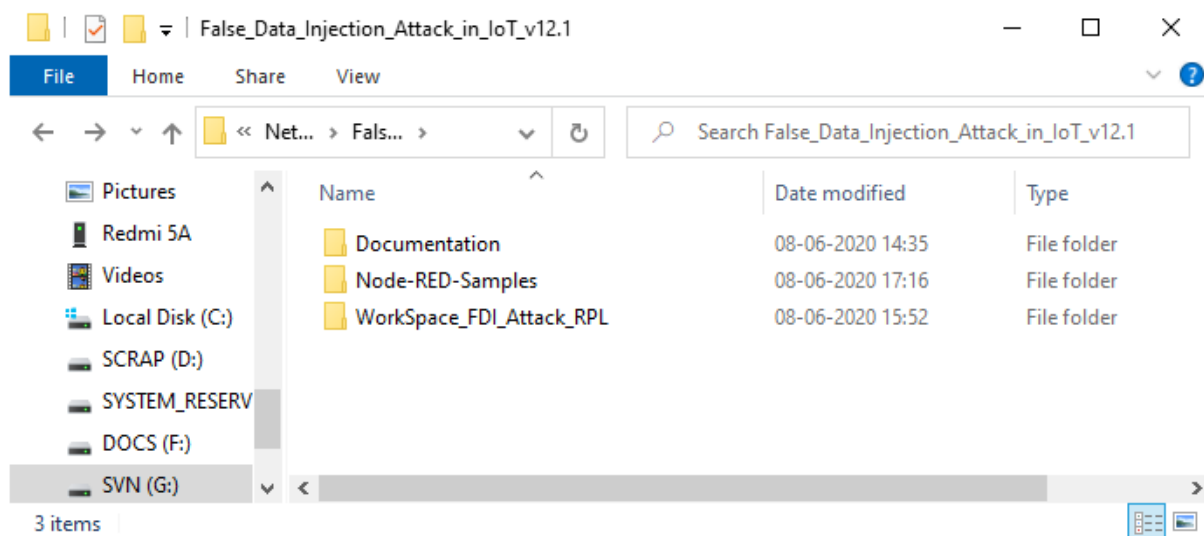 False_Data_Injection_Attack_in_IoT_v12.1
File Home Share View
« Net... › Fals... › Search False_Data_Injection_Attack_in_IoT_v12.1
Pictures
Redmi 5A
Videos
Local Disk (C:)
SCRAP (D:)
SYSTEM_RESERV
DOCS (F:)
SVN (G:)
Name Date modified Type
Documentation 08-06-2020 14:35 File folder
Node-RED-Samples 08-06-2020 17:16 File folder
WorkSpace_FDI_Attack_RPL 08-06-2020 15:52 File folder
3 items